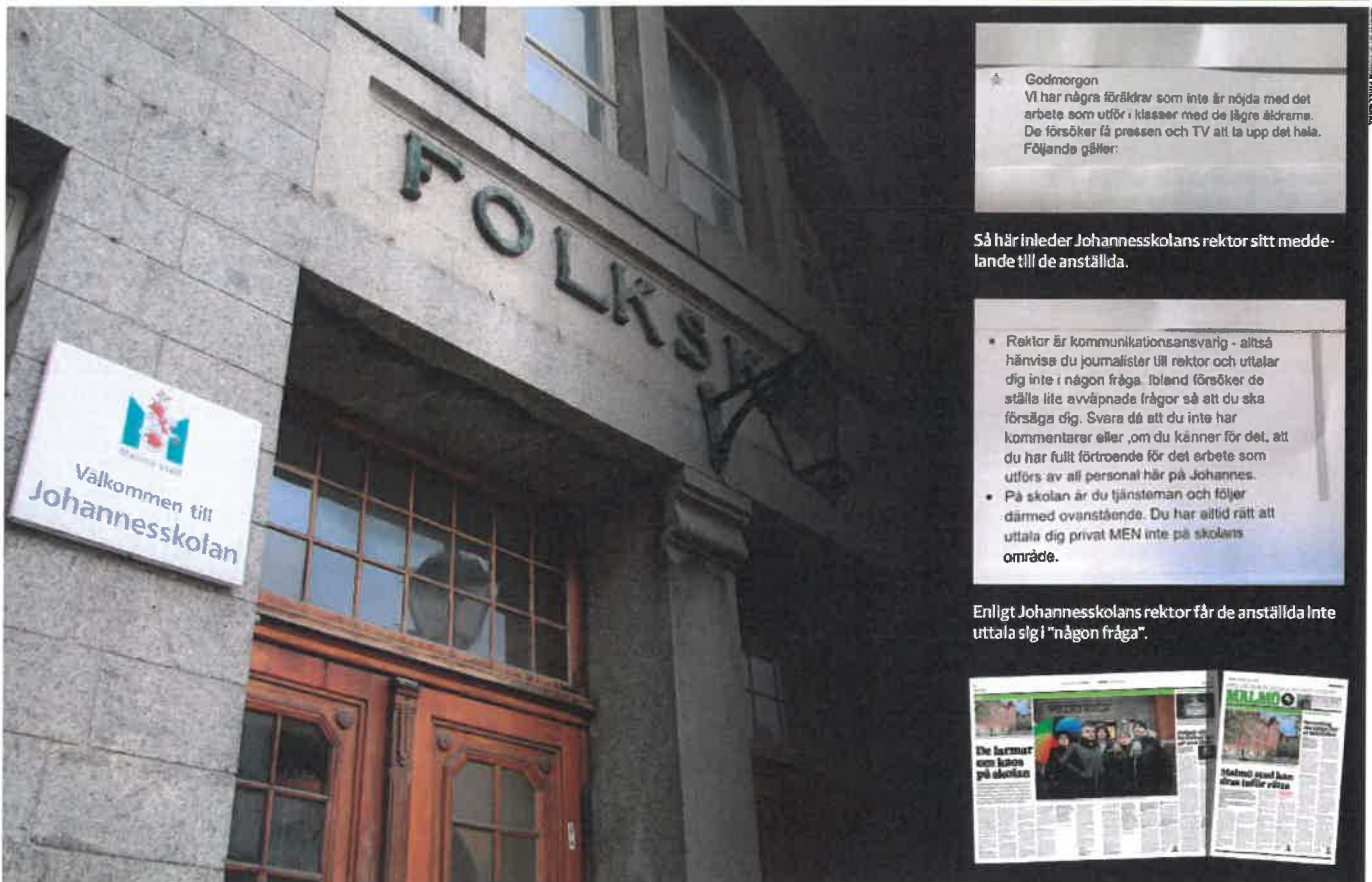 FOLKSK
Malmö stad
Välkommen till
Johannesskolan
Godmorgon
Vi har några föräldrar som inte är nöjda med det
arbete som utför i klasser med de lägre åldrarna.
De försöker få pressen och TV att ta upp det hela.
Följande gäller:
Så här inleder Johannesskolans rektor sitt medde-
lande till de anställda.
• Rektor är kommunikationsansvarig - alltså
hänvisa du journalister till rektor och uttalar
dig inte i någon fråga. Ibland försöker de
ställa lite avväpnade frågor så att du ska
försäga dig. Svara då att du inte har
kommentarer eller ,om du känner för det, att
du har fullt förtroende för det arbete som
utförs av all personal här på Johannes.
• På skolan är du tjänsteman och följer
därmed ovanstående. Du har alltid rätt att
uttala dig privat MEN inte på skolans
område.
Enligt Johannesskolans rektor får de anställda inte
uttala sig i "någon fråga".
De larmar
om kaos
på skolan
MALMÖ
Malmö stad kan
dras inför rätta